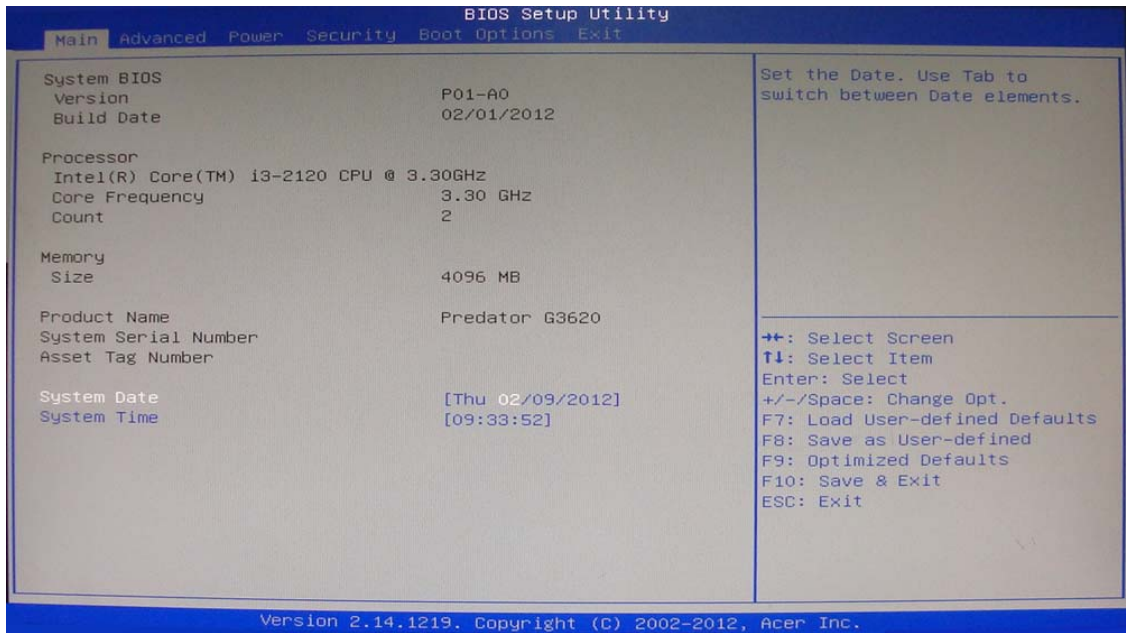 BIOS Setup Utility
Main Advanced Power Security Boot Options Exit
System BIOS
Version P01-A0
Build Date 02/01/2012
Processor
Intel(R) Core(TM) i3-2120 CPU @ 3.30GHz
Core Frequency 3.30 GHz
Count 2
Memory
Size 4096 MB
Product Name Predator G3620
System Serial Number
Asset Tag Number
System Date [Thu 02/09/2012]
System Time [09:33:52]
Set the Date. Use Tab to
switch between Date elements.
→←: Select Screen
↑↓: Select Item
Enter: Select
+/-/Space: Change Opt.
F7: Load User-defined Defaults
F8: Save as User-defined
F9: Optimized Defaults
F10: Save & Exit
ESC: Exit
Version 2.14.1219. Copyright (C) 2002-2012, Acer Inc.